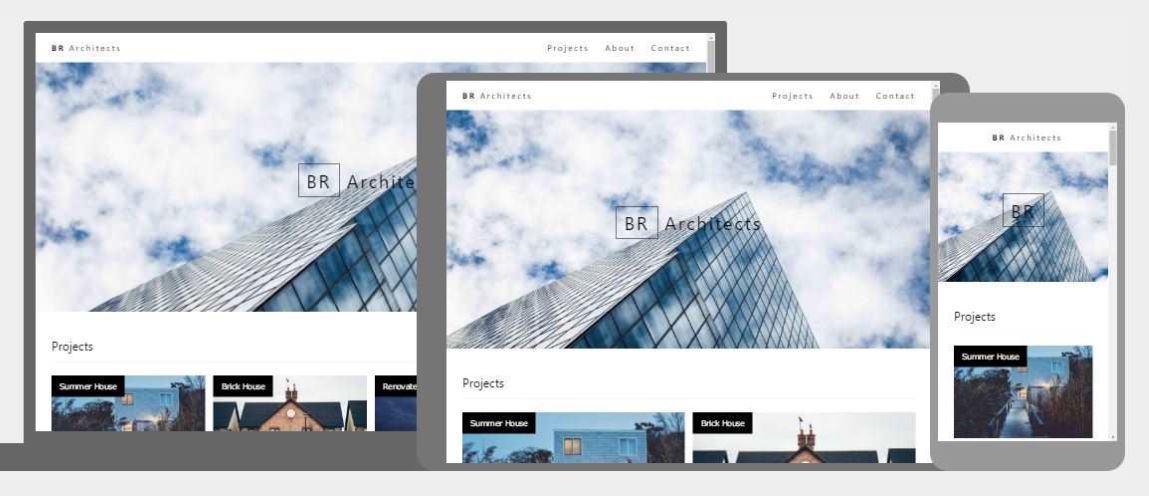 BR Architects
Projects About Contact
BR Archite
Projects
Summer House
Brick House
Renovate
BR Architects
Projects About Contact
BR Architects
Projects
Summer House
Brick House
BR Architects
BR
Projects
Summer House